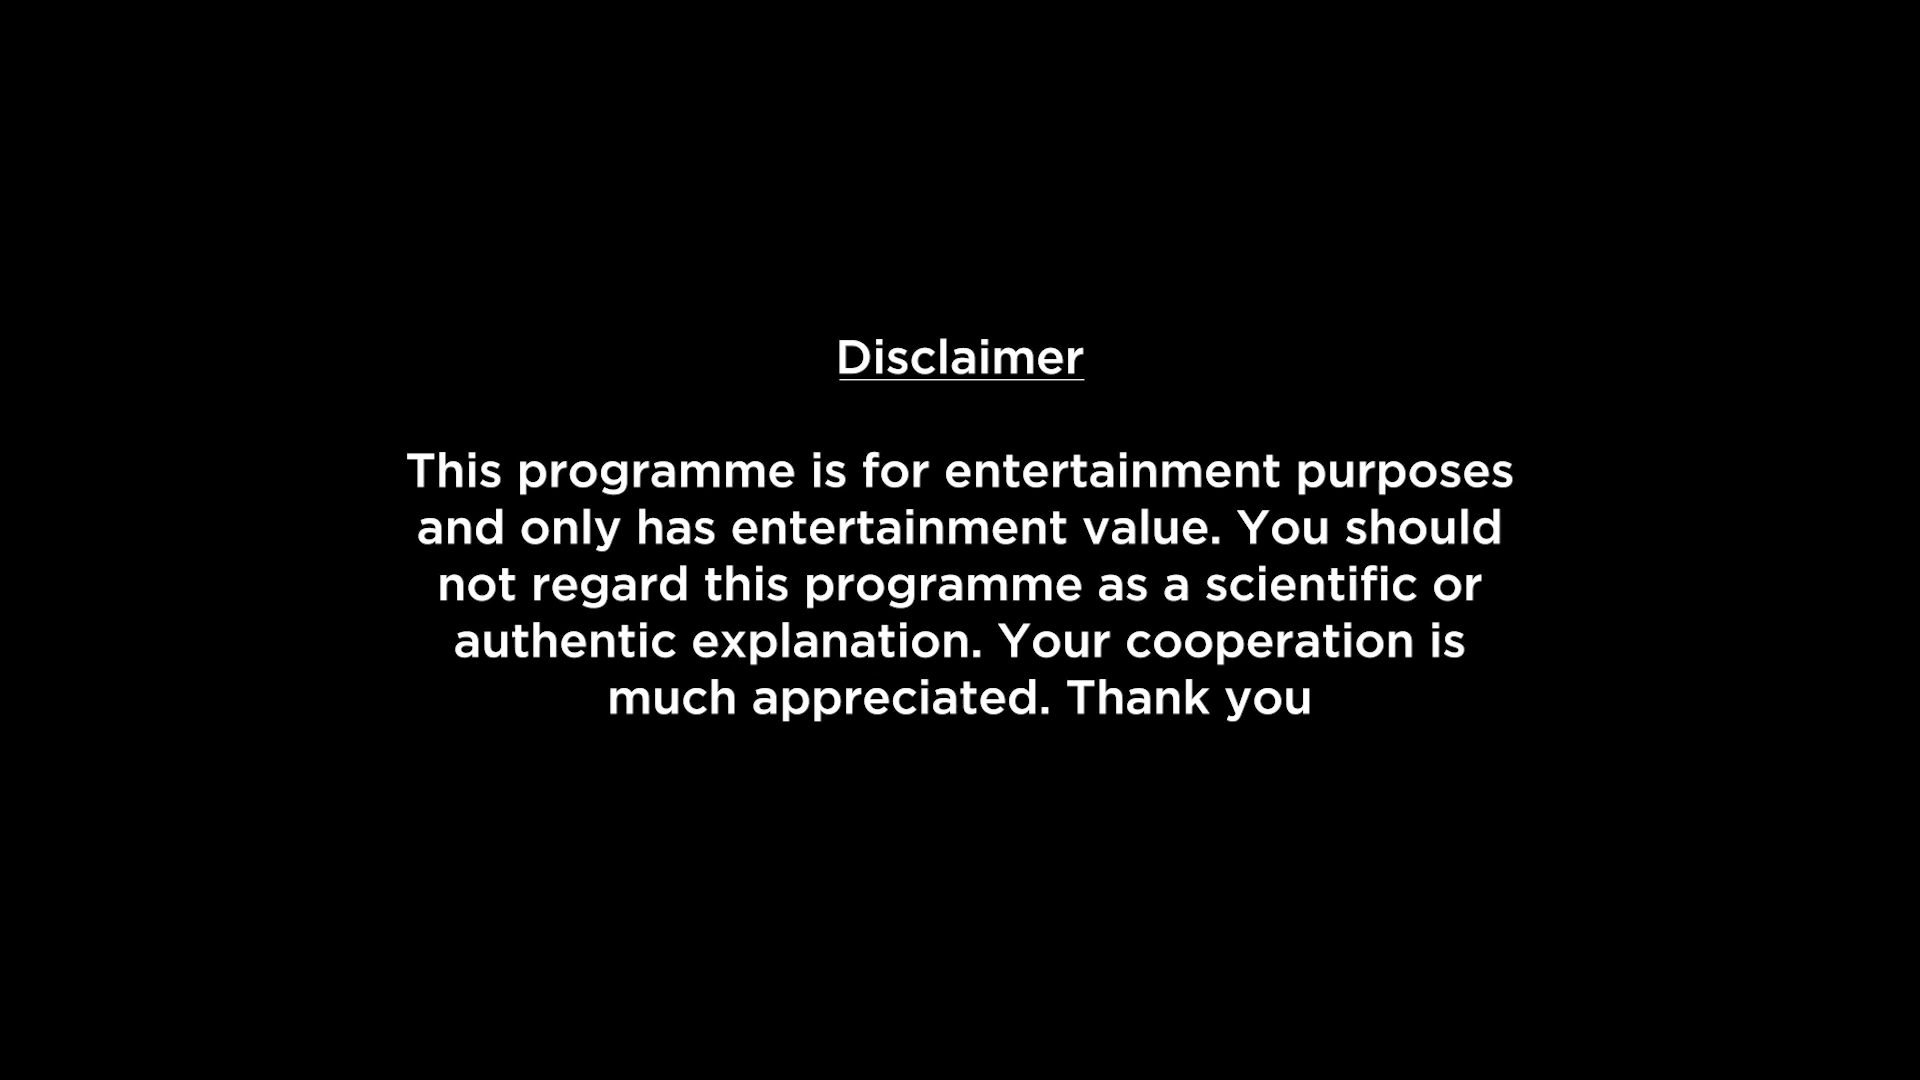 Disclaimer
This programme is for entertainment purposes
and only has entertainment value. You should
not regard this programme as a scientific or
authentic explanation. Your cooperation is
much appreciated. Thank you